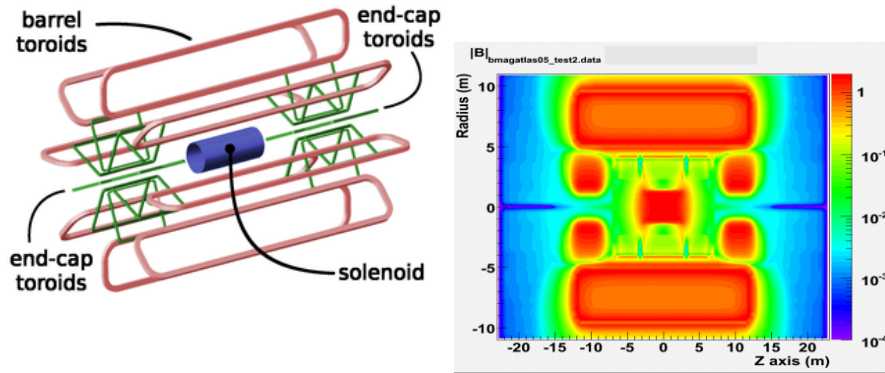 barrel
toroids
end-cap
toroids
end-cap
toroids
solenoid
|B|bmagatlas05_test2.data
Radius (m)
10
5
0
-5
-10
-20
-15
-10
-5
0
5
10
15
20
Z axis (m)
1
10-1
10-2
10-3
10-4